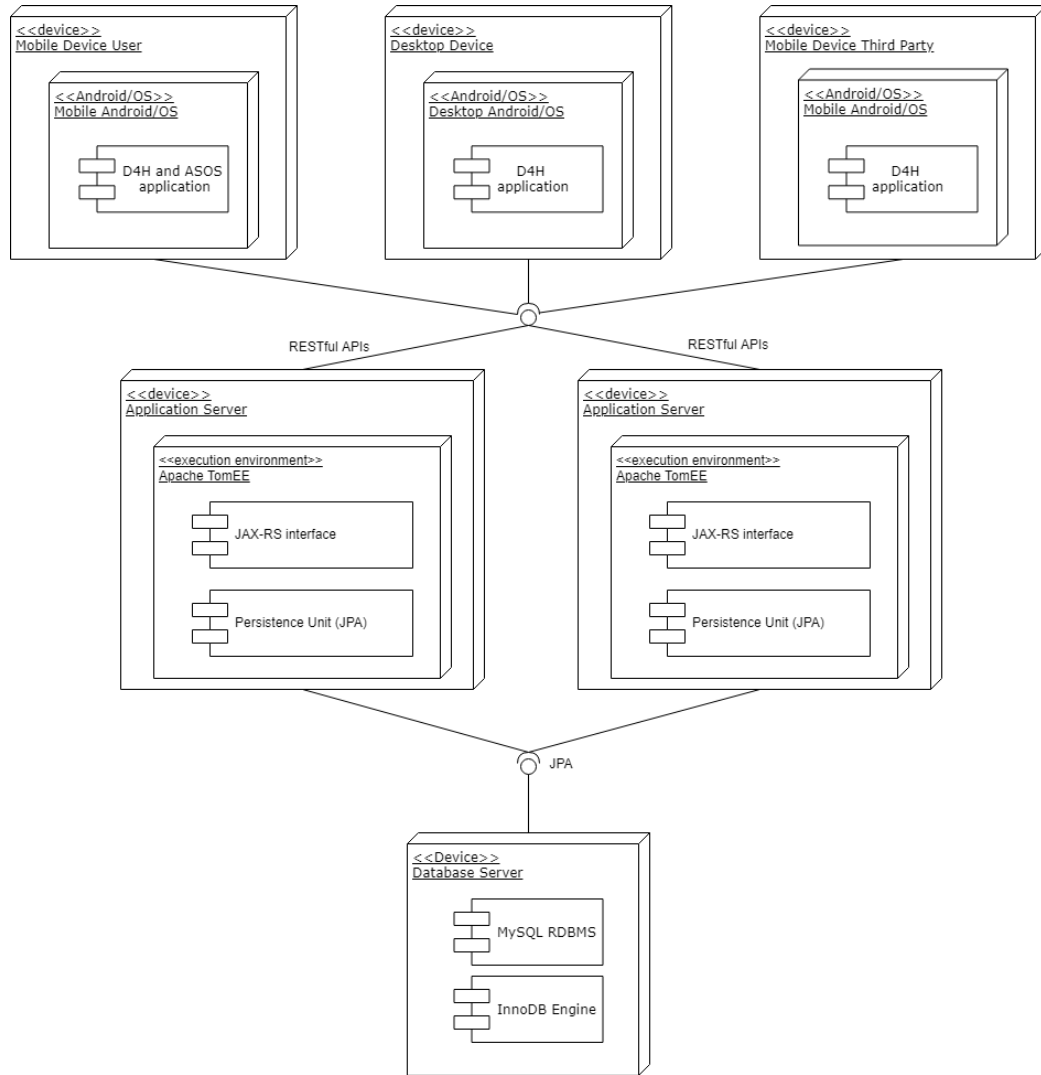 <<device>>
Mobile Device User
<<Android/OS>>
Mobile Android/OS
D4H and ASOS
application
<<device>>
Desktop Device
<<Android/OS>>
Desktop Android/OS
D4H
application
<<device>>
Mobile Device Third Party
<<Android/OS>>
Mobile Android/OS
D4H
application
RESTful APIs
RESTful APIs
<<device>>
Application Server
<<execution environment>>
Apache TomEE
JAX-RS interface
Persistence Unit (JPA)
<<device>>
Application Server
<<execution environment>>
Apache TomEE
JAX-RS interface
Persistence Unit (JPA)
JPA
<<Device>>
Database Server
MySQL RDBMS
InnoDB Engine